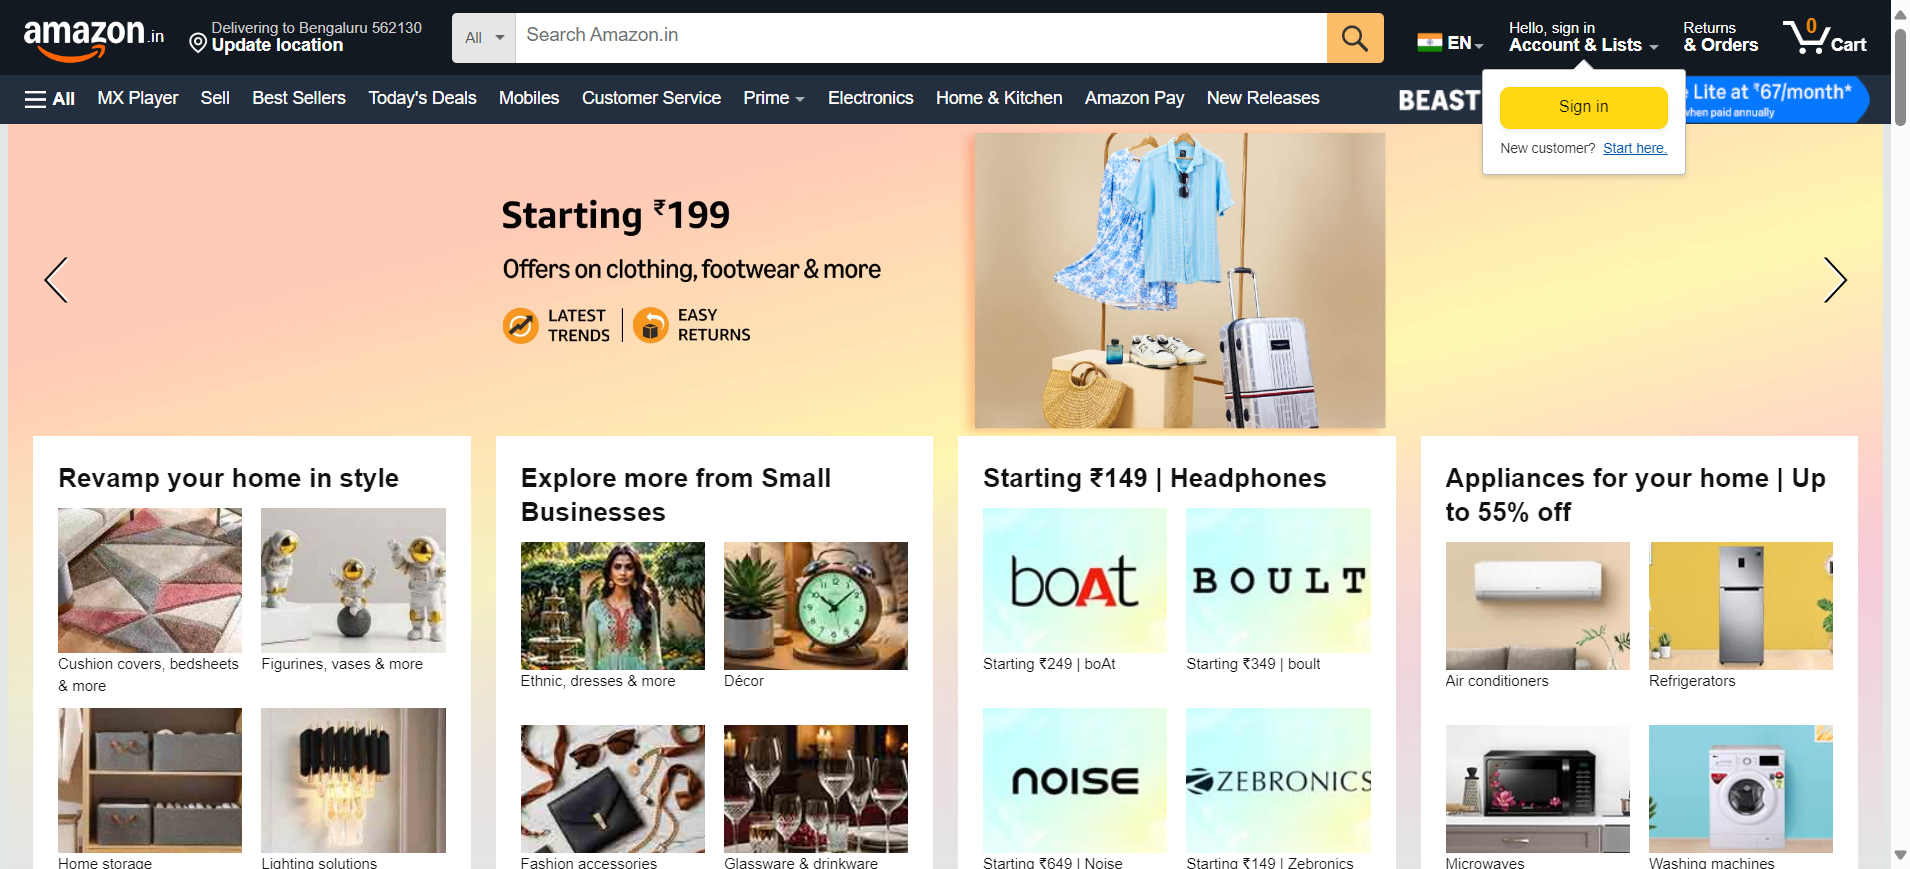 amazon.in
Delivering to Bengaluru 562130
Update location
All
Search Amazon.in
EN
Hello, sign in
Account & Lists
Returns
& Orders
0
Cart
All
MX Player
Sell
Best Sellers
Today's Deals
Mobiles
Customer Service
Prime
Electronics
Home & Kitchen
Amazon Pay
New Releases
BEAST
Lite at ₹67/month*
when paid annually
Sign in
New customer? Start here.
Starting ₹199
Offers on clothing, footwear & more
LATEST
TRENDS
EASY
RETURNS
Revamp your home in style
Cushion covers, bedsheets
& more
Figurines, vases & more
Home storage
Lighting solutions
Explore more from Small
Businesses
Ethnic, dresses & more
Décor
Fashion accessories
Glassware & drinkware
Starting ₹149 | Headphones
boAt
BOULT
Starting ₹249 | boAt
Starting ₹349 | boult
NOISE
ZEBRONICS
Starting ₹649 | Noise
Starting ₹149 | Zebronics
Appliances for your home | Up
to 55% off
Air conditioners
Refrigerators
Microwaves
Washing machines